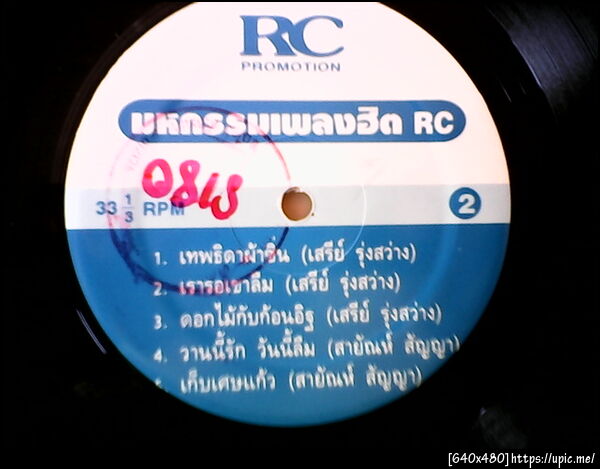 RC
PROMOTION
มหกรรมเพลงฮิต RC
33 1/3 RPM
2
1. เทพธิดาผ้าซิ่น (เสรีย์ รุ่งสว่าง)
2. เรารอเขาลืม (เสรีย์ รุ่งสว่าง)
3. ดอกไม้กับก้อนอิฐ (เสรีย์ รุ่งสว่าง)
4. วานนี้รัก วันนี้ลืม (สายัณห์ สัญญา)
5. เก็บเศษแก้ว (สายัณห์ สัญญา)
[640x480]https://upic.me/